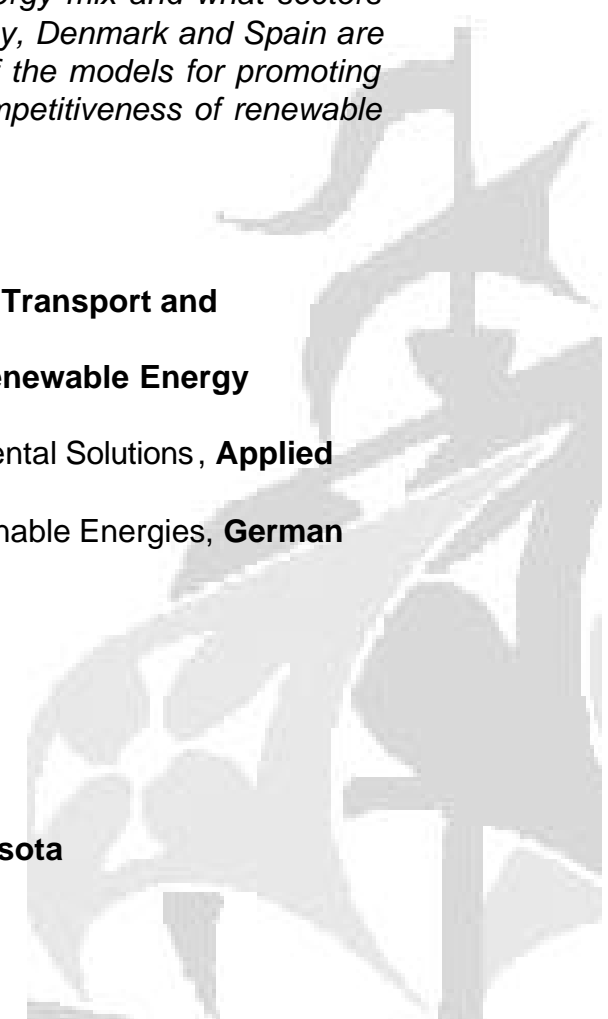 ergy mix and what sectors
y, Denmark and Spain are
f the models for promoting
mpetitiveness of renewable
Transport and
enewable Energy
ental Solutions, Applied
nable Energies, German
sota